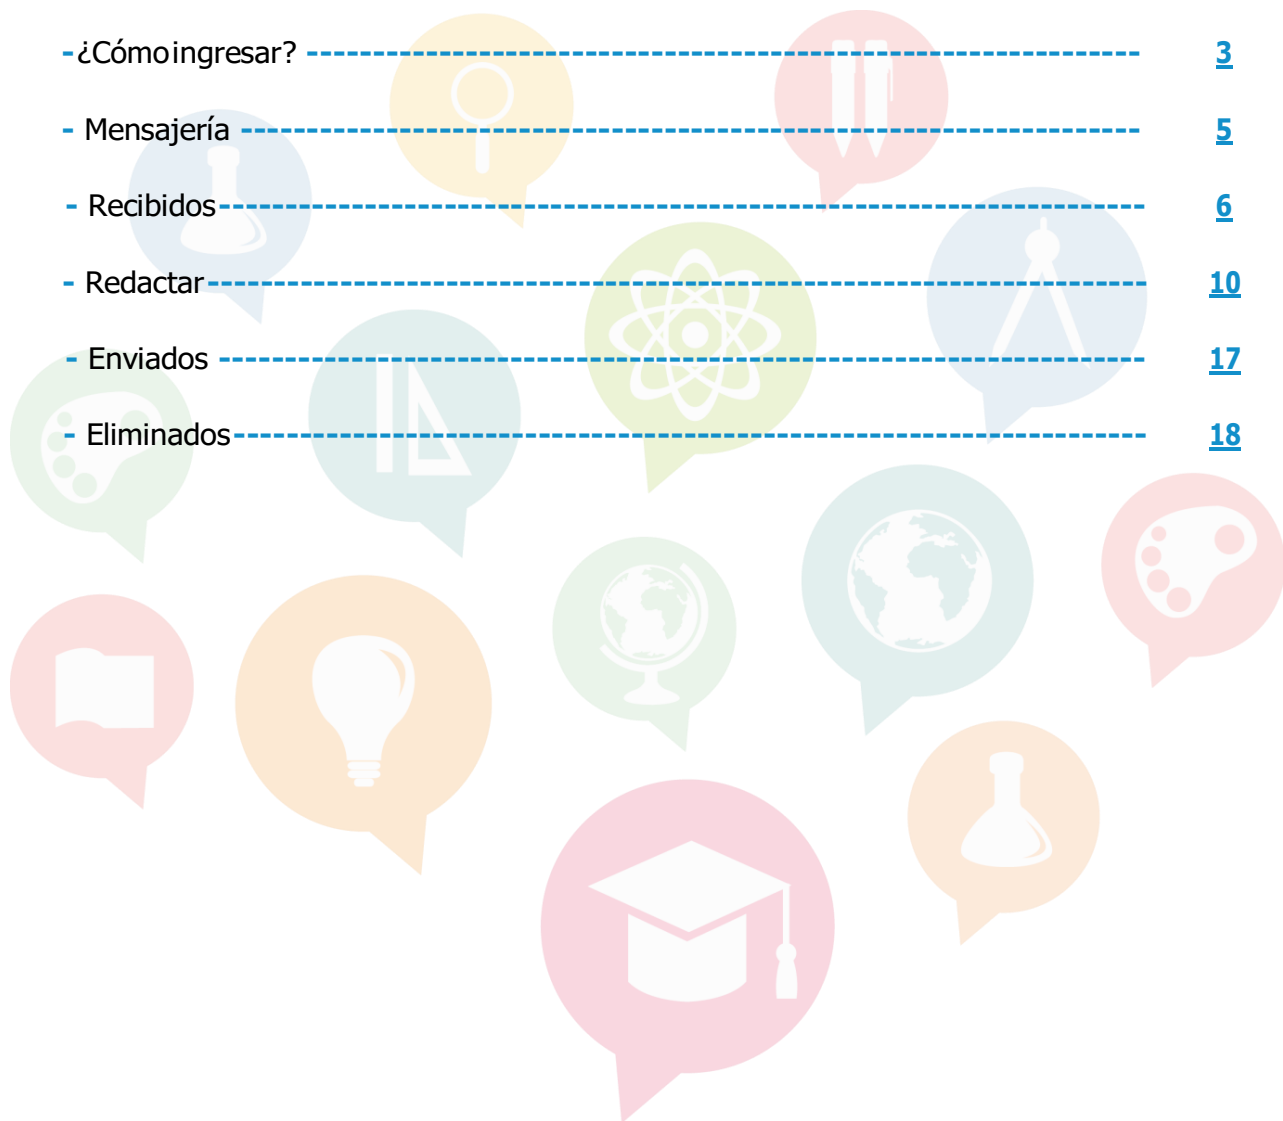 - ¿Cómo ingresar? ---------------------------------------------------- 3
- Mensajería -------------------------------------------------------- 5
- Recibidos ---------------------------------------------------------- 6
- Redactar ----------------------------------------------------------- 10
- Enviados ---------------------------------------------------------- 17
- Eliminados --------------------------------------------------------- 18